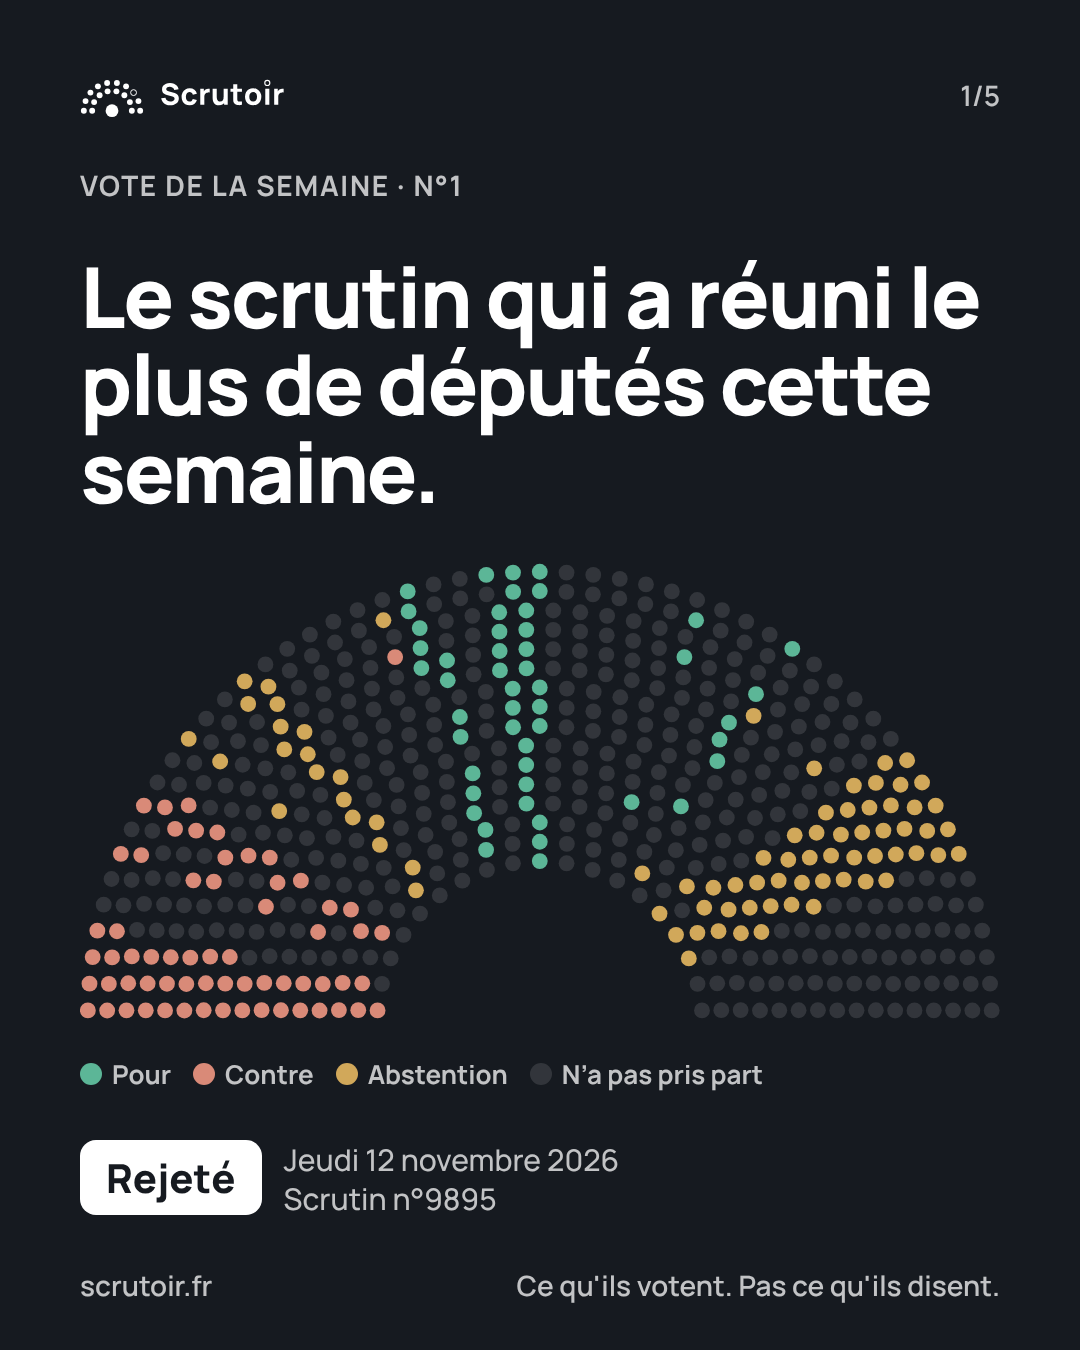 Scrutoir
1/5
VOTE DE LA SEMAINE · N°1
Le scrutin qui a réuni le
plus de députés cette
semaine.
Pour
Contre
Abstention
N’a pas pris part
Rejeté
Jeudi 12 novembre 2026
Scrutin n°9895
scrutoir.fr
Ce qu'ils votent. Pas ce qu'ils disent.